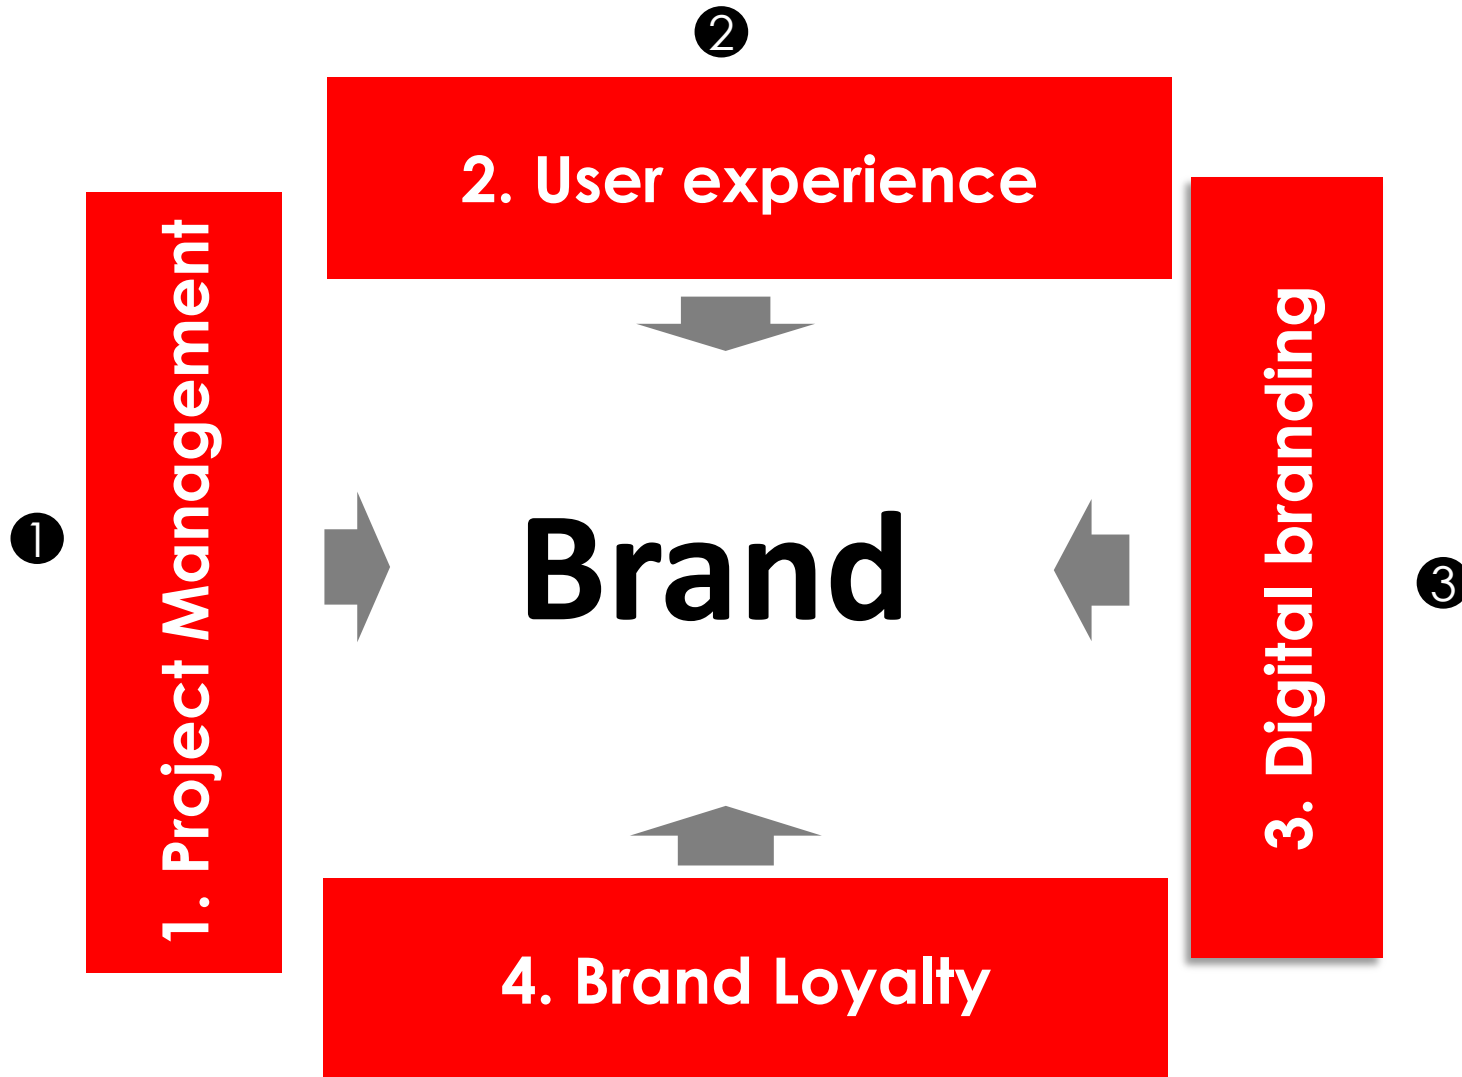 ❷
2. User experience
❶
1. Project Management
Brand
3. Digital branding
❸
4. Brand Loyalty